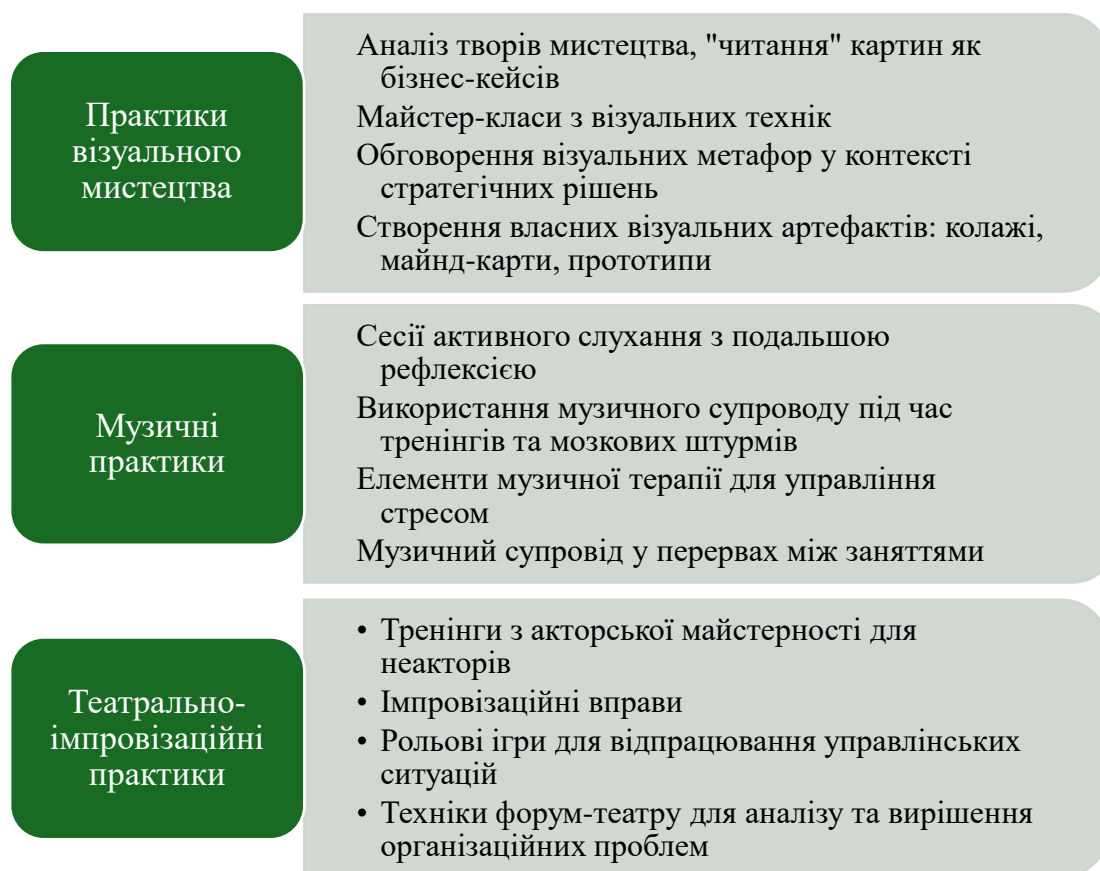 Практики
візуального
мистецтва
Аналіз творів мистецтва, "читання" картин як
бізнес-кейсів
Майстер-класи з візуальних технік
Обговорення візуальних метафор у контексті
стратегічних рішень
Створення власних візуальних артефактів: колажі,
майнд-карти, прототипи
Музичні
практики
Сесії активного слухання з подальшою
рефлексією
Використання музичного супроводу під час
тренінгів та мозкових штурмів
Елементи музичної терапії для управління
стресом
Музичний супровід у перервах між заняттями
Театрально-
імпровізаційні
практики
• Тренінги з акторської майстерності для
неакторів
• Імпровізаційні вправи
• Рольові ігри для відпрацювання управлінських
ситуацій
• Техніки форум-театру для аналізу та вирішення
організаційних проблем